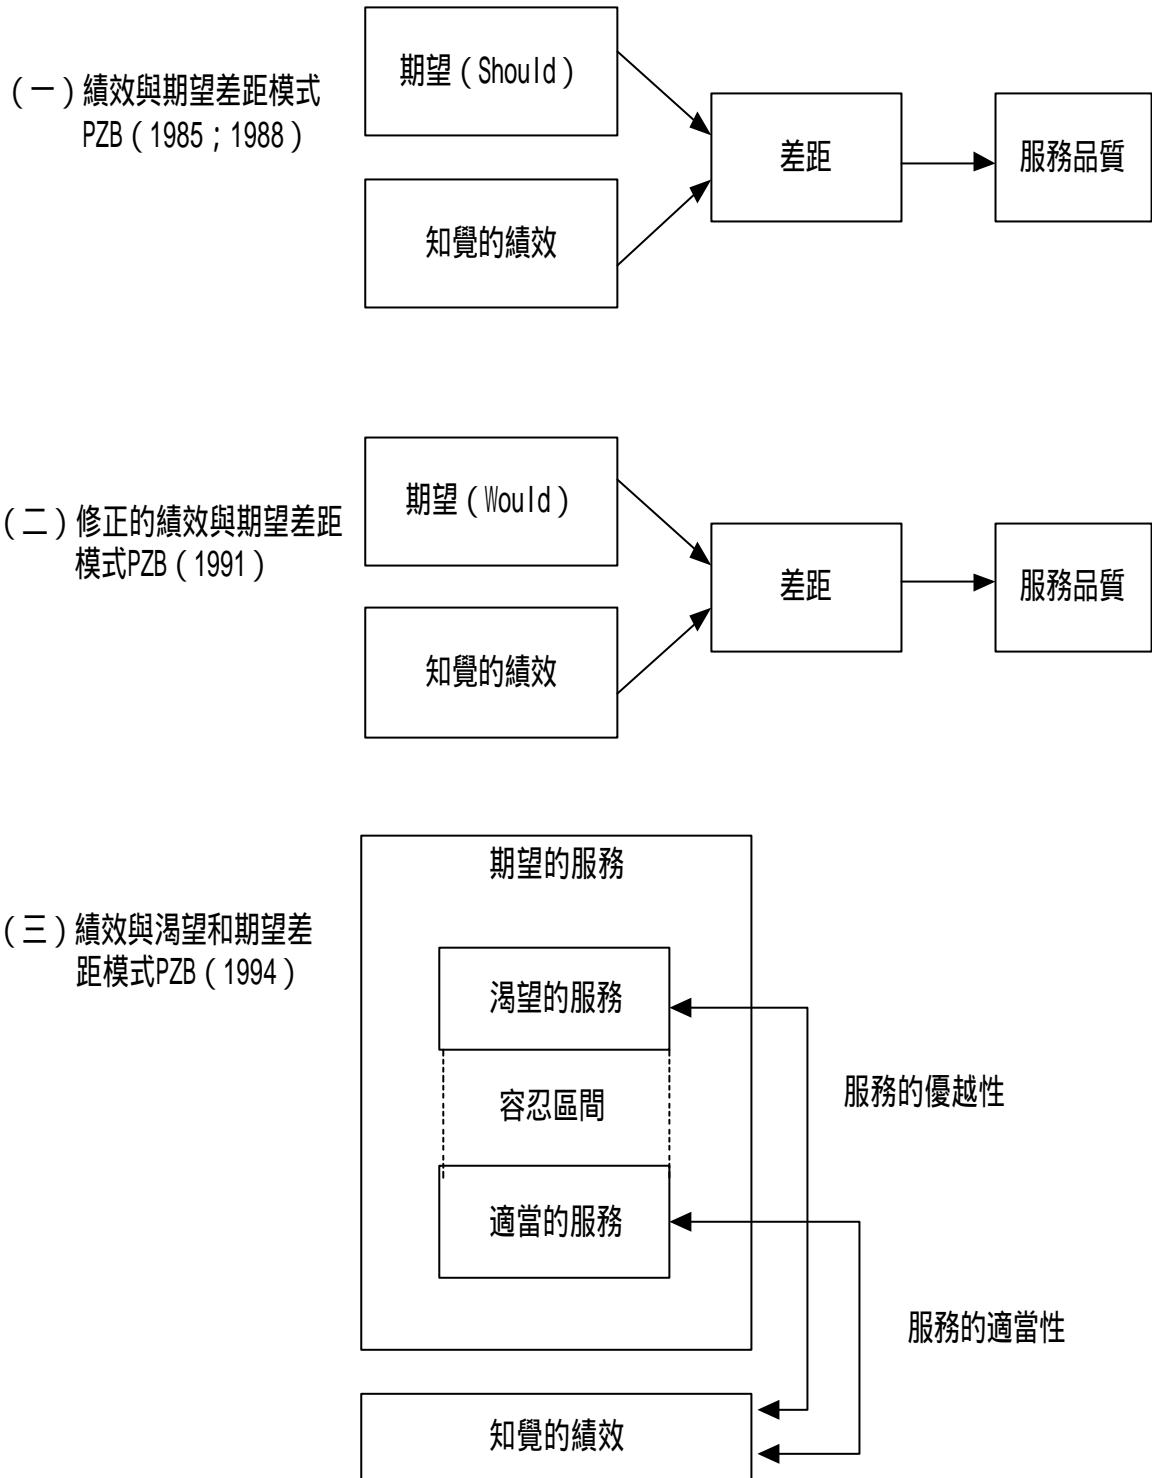 (一)績效與期望差距模式
PZB(1985;1988)
期望(Should)
知覺的績效
差距
服務品質
(二)修正的績效與期望差距
模式PZB(1991)
期望(Would)
知覺的績效
差距
服務品質
(三)績效與渴望和期望差
距模式PZB(1994)
期望的服務
渴望的服務
容忍區間
適當的服務
服務的優越性
服務的適當性
知覺的績效